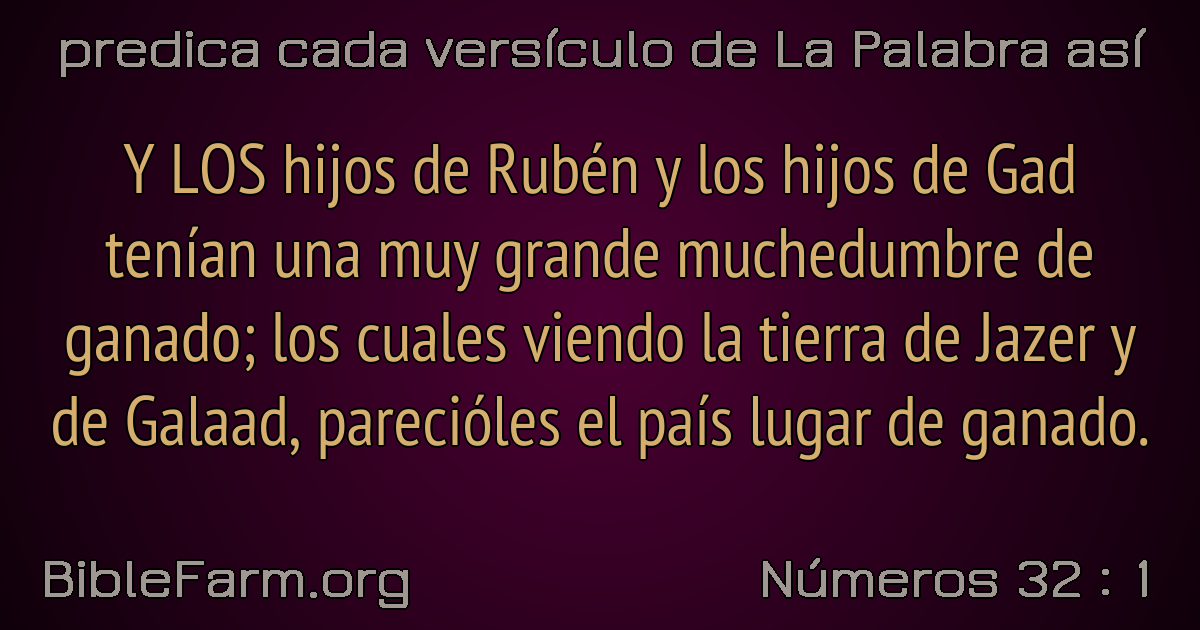 predica cada versículo de La Palabra así
Y LOS hijos de Rubén y los hijos de Gad
tenían una muy grande muchedumbre de
ganado; los cuales viendo la tierra de Jazer y
de Galaad, parecióles el país lugar de ganado.
BibleFarm.org
Números 32 : 1